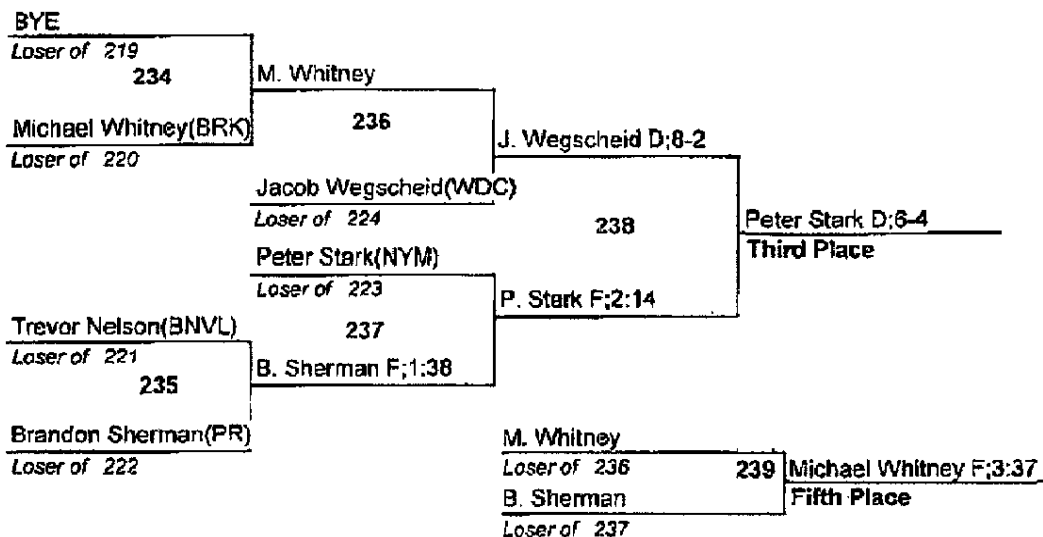 BYE
Loser of 219
234
M. Whitney
Michael Whitney(BRK)
Loser of 220
236
J. Wegscheid D;8-2
Jacob Wegscheid(WDC)
Loser of 224
238
Peter Stark D;6-4
Third Place
Peter Stark(NYM)
Loser of 223
P. Stark F;2:14
237
Trevor Nelson(BNVL)
Loser of 221
235
B. Sherman F;1:38
Brandon Sherman(PR)
Loser of 222
M. Whitney
Loser of 236
239
Michael Whitney F;3:37
Fifth Place
B. Sherman
Loser of 237